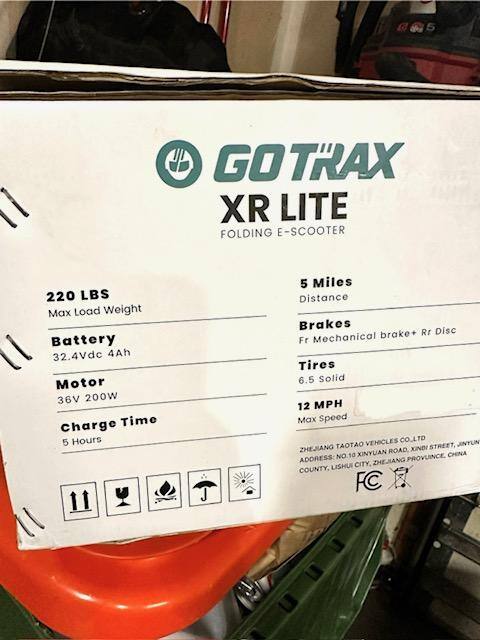 GOTRAX
XR LITE
FOLDING E-SCOOTER
220 LBS
Max Load Weight
Battery
32.4Vdc 4Ah
Motor
36V 200W
Charge Time
5 Hours
5 Miles
Distance
Brakes
Fr Mechanical brake+ Rr Disc
Tires
6.5 Solid
12 MPH
Max Speed
ZHEJIANG TAOTAO VEHICLES CO.,LTD
ADDRESS: NO.10 XINYUAN ROAD, XINBI STREET, JINYUN
COUNTY, LISHUI CITY, ZHEJIANG PROVUINCE, CHINA
FC
5